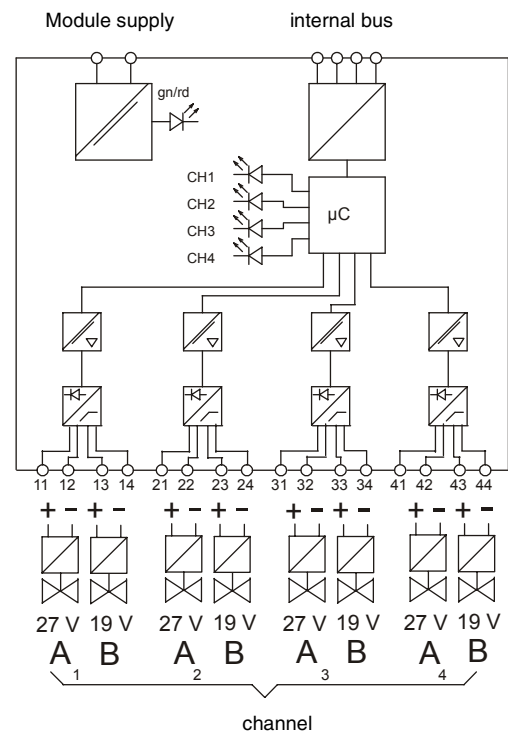 Module supply internal bus
gn/rd
CH1
CH2
CH3
CH4
µC
11 12 13 14 21 22 23 24 31 32 33 34 41 42 43 44
+ - + - + - + - + - + - + - + -
27 V 19 V 27 V 19 V 27 V 19 V 27 V 19 V
A B A B A B A B
1 2 3 4
channel